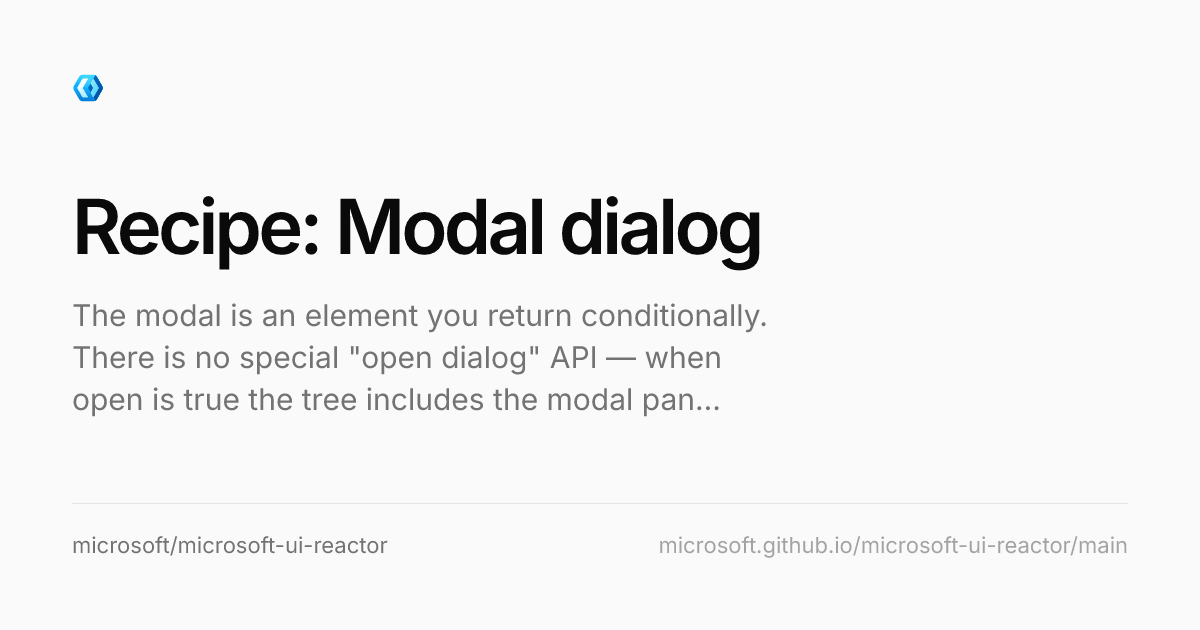 Recipe: Modal dialog
The modal is an element you return conditionally.
There is no special "open dialog" API — when
open is true the tree includes the modal pan...
microsoft/microsoft-ui-reactor
microsoft.github.io/microsoft-ui-reactor/main